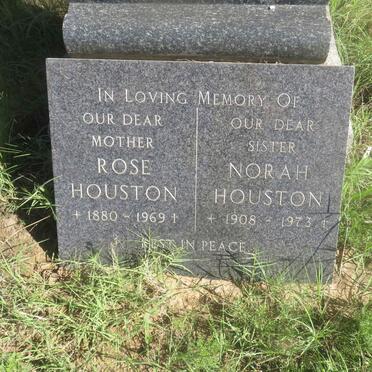 In Loving Memory Of
OUR DEAR
MOTHER
ROSE
HOUSTON
+ 1880 - 1969 +
OUR DEAR
SISTER
NORAH
HOUSTON
+ 1908 - 1973 +
REST IN PEACE